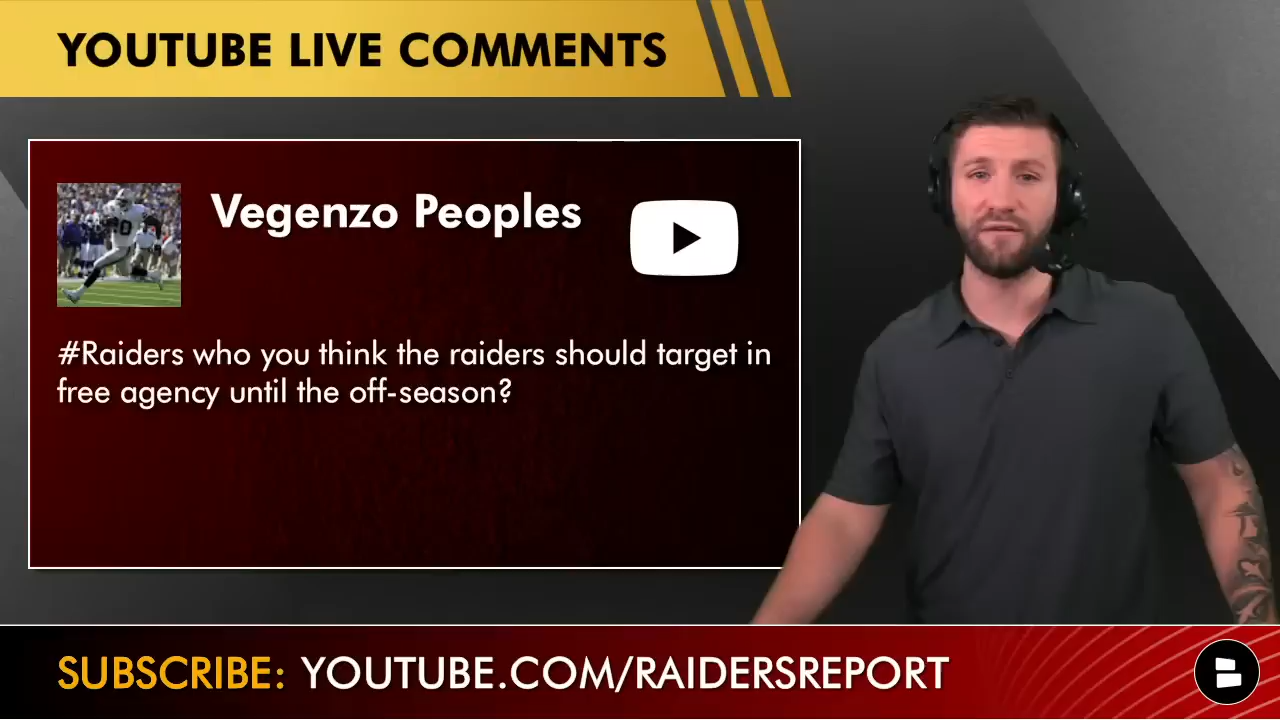 YOUTUBE LIVE COMMENTS
Vegenzo Peoples
#Raiders who you think the raiders should target in
free agency until the off-season?
SUBSCRIBE: YOUTUBE.COM/RAIDERSREPORT